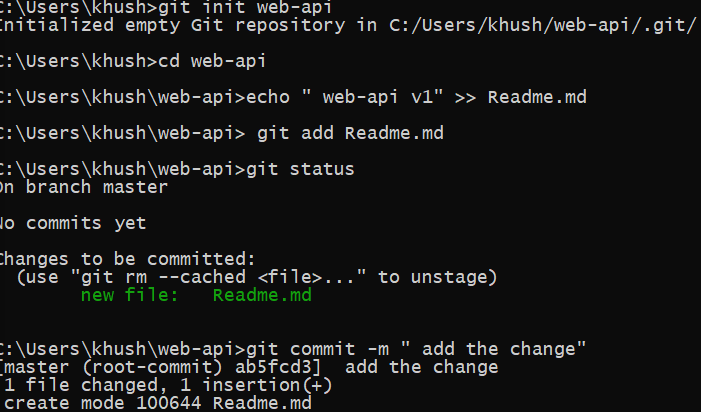 C:\Users\khush>git init web-api
Initialized empty Git repository in C:/Users/khush/web-api/.git/
C:\Users\khush>cd web-api
C:\Users\khush\web-api>echo " web-api v1" >> Readme.md
C:\Users\khush\web-api> git add Readme.md
C:\Users\khush\web-api>git status
On branch master
No commits yet
Changes to be committed:
  (use "git rm --cached <file>..." to unstage)
        new file:   Readme.md
C:\Users\khush\web-api>git commit -m " add the change"
[master (root-commit) ab5fcd3]  add the change
 1 file changed, 1 insertion(+)
 create mode 100644 Readme.md